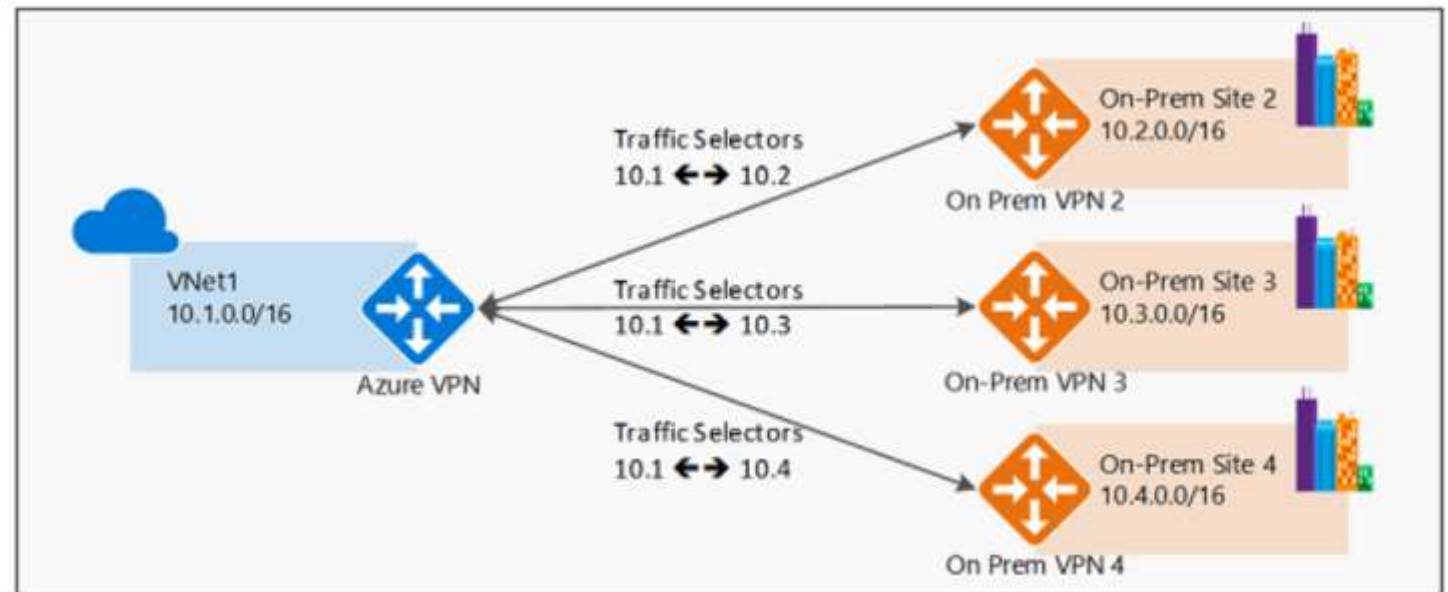 VNet1
10.1.0.0/16
Azure VPN
Traffic Selectors
10.1 🡨🡪 10.2
Traffic Selectors
10.1 🡨🡪 10.3
Traffic Selectors
10.1 🡨🡪 10.4
On-Prem Site 2
10.2.0.0/16
On Prem VPN 2
On-Prem Site 3
10.3.0.0/16
On-Prem VPN 3
On-Prem Site 4
10.4.0.0/16
On Prem VPN 4